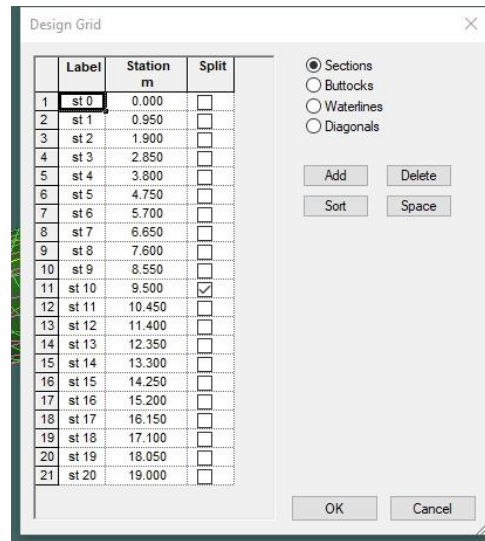 Design Grid
Label Station m Split
1 st 0 0.000
2 st 1 0.950
3 st 2 1.900
4 st 3 2.850
5 st 4 3.800
6 st 5 4.750
7 st 6 5.700
8 st 7 6.650
9 st 8 7.600
10 st 9 8.550
11 st 10 9.500
12 st 11 10.450
13 st 12 11.400
14 st 13 12.350
15 st 14 13.300
16 st 15 14.250
17 st 16 15.200
18 st 17 16.150
19 st 18 17.100
20 st 19 18.050
21 st 20 19.000
Sections
Buttocks
Waterlines
Diagonals
Add Delete
Sort Space
OK Cancel